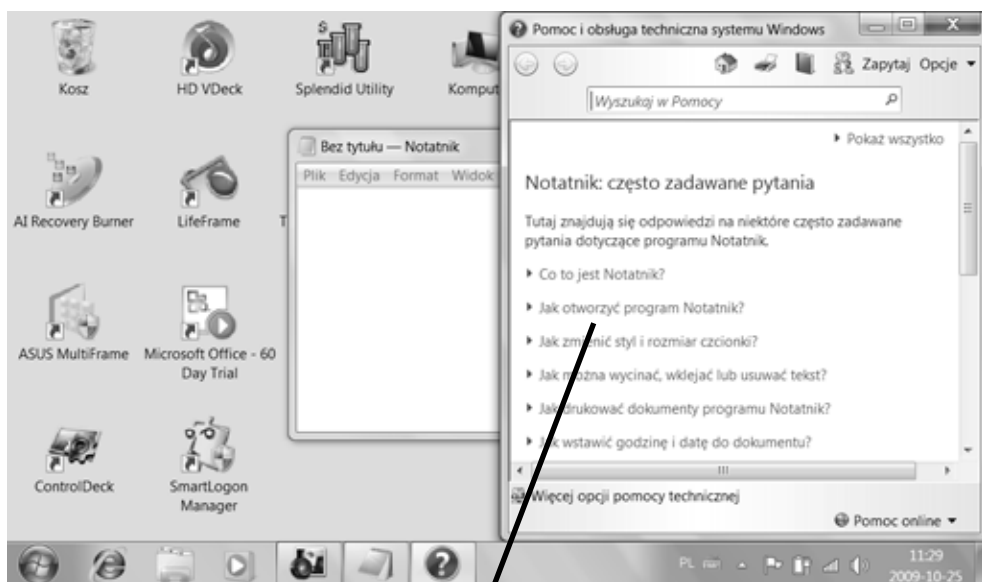 Kosz
HD VDeck
Splendid Utility
Komput
AI Recovery Burner
LifeFrame
T
ASUS MultiFrame
Microsoft Office - 60
Day Trial
ControlDeck
SmartLogon
Manager
Bez tytułu — Notatnik
Plik Edycja Format Widok
Pomoc i obsługa techniczna systemu Windows
Zapytaj Opcje
Wyszukaj w Pomocy
Pokaż wszystko
Notatnik: często zadawane pytania
Tutaj znajdują się odpowiedzi na niektóre często zadawane
pytania dotyczące programu Notatnik.
Co to jest Notatnik?
Jak otworzyć program Notatnik?
Jak zmienić styl i rozmiar czcionki?
Jak można wycinać, wklejać lub usuwać tekst?
Jak drukować dokumenty programu Notatnik?
Jak wstawić godzinę i datę do dokumentu?
Więcej opcji pomocy technicznej
Pomoc online
PL
11:29
2009-10-25